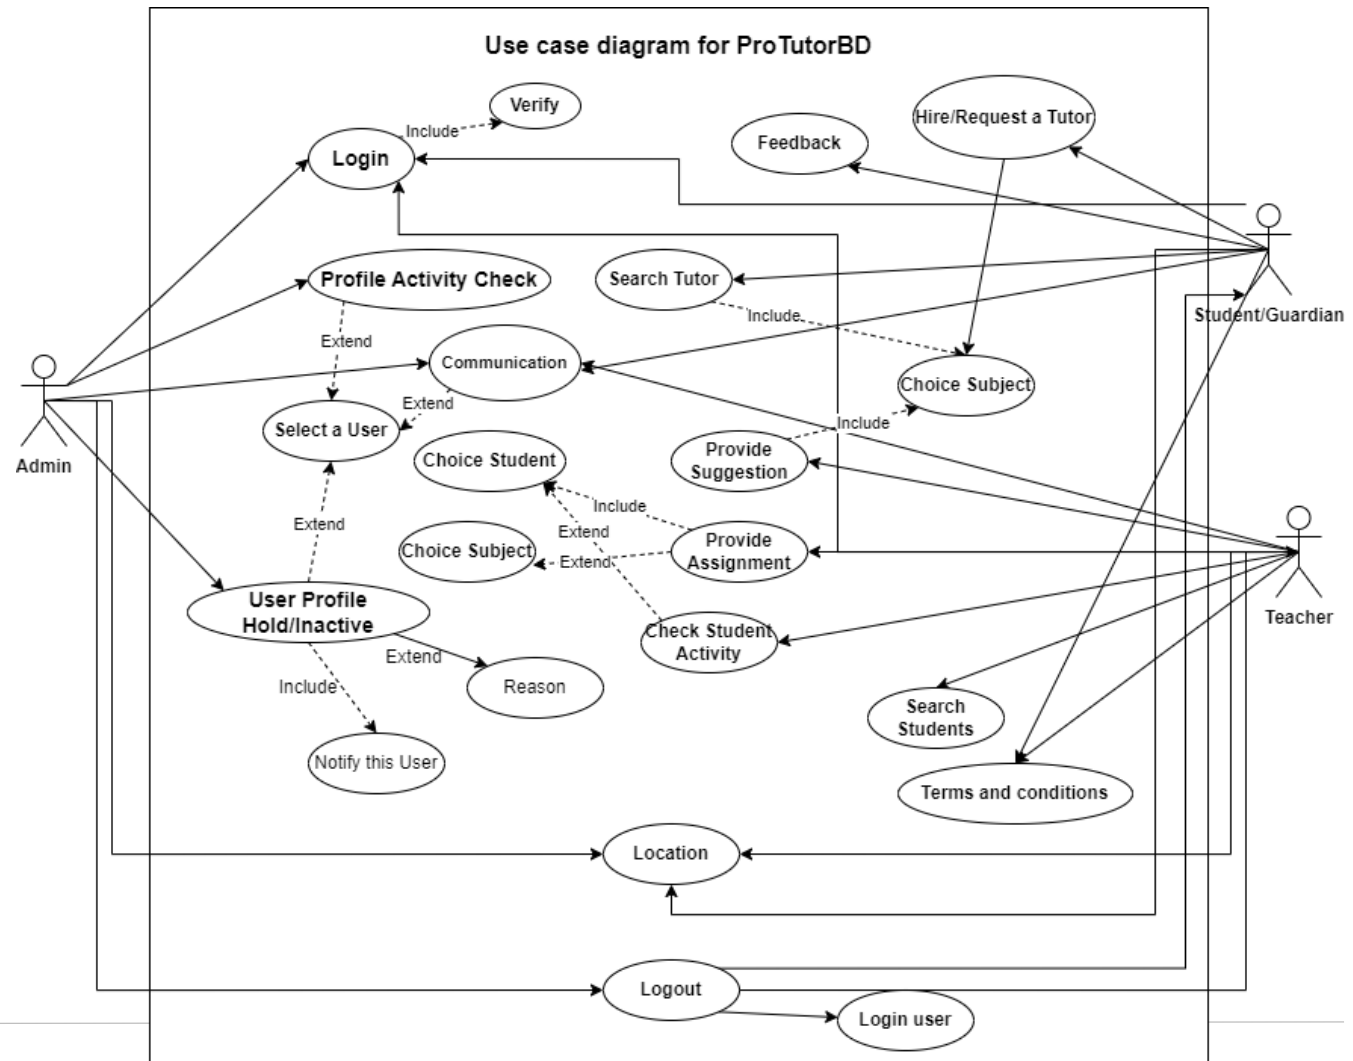 Use case diagram for ProTutorBD
Verify
Include
Login
Feedback
Hire/Request a Tutor
Profile Activity Check
Search Tutor
Include
Student/Guardian
Extend
Communication
Choice Subject
Extend
Select a User
Include
Admin
Choice Student
Provide
Suggestion
Include
Extend
Extend
Choice Subject
Extend
Provide
Assignment
User Profile
Hold/Inactive
Teacher
Check Student
Activity
Extend
Include
Reason
Search
Students
Notify this User
Terms and conditions
Location
Logout
Login user